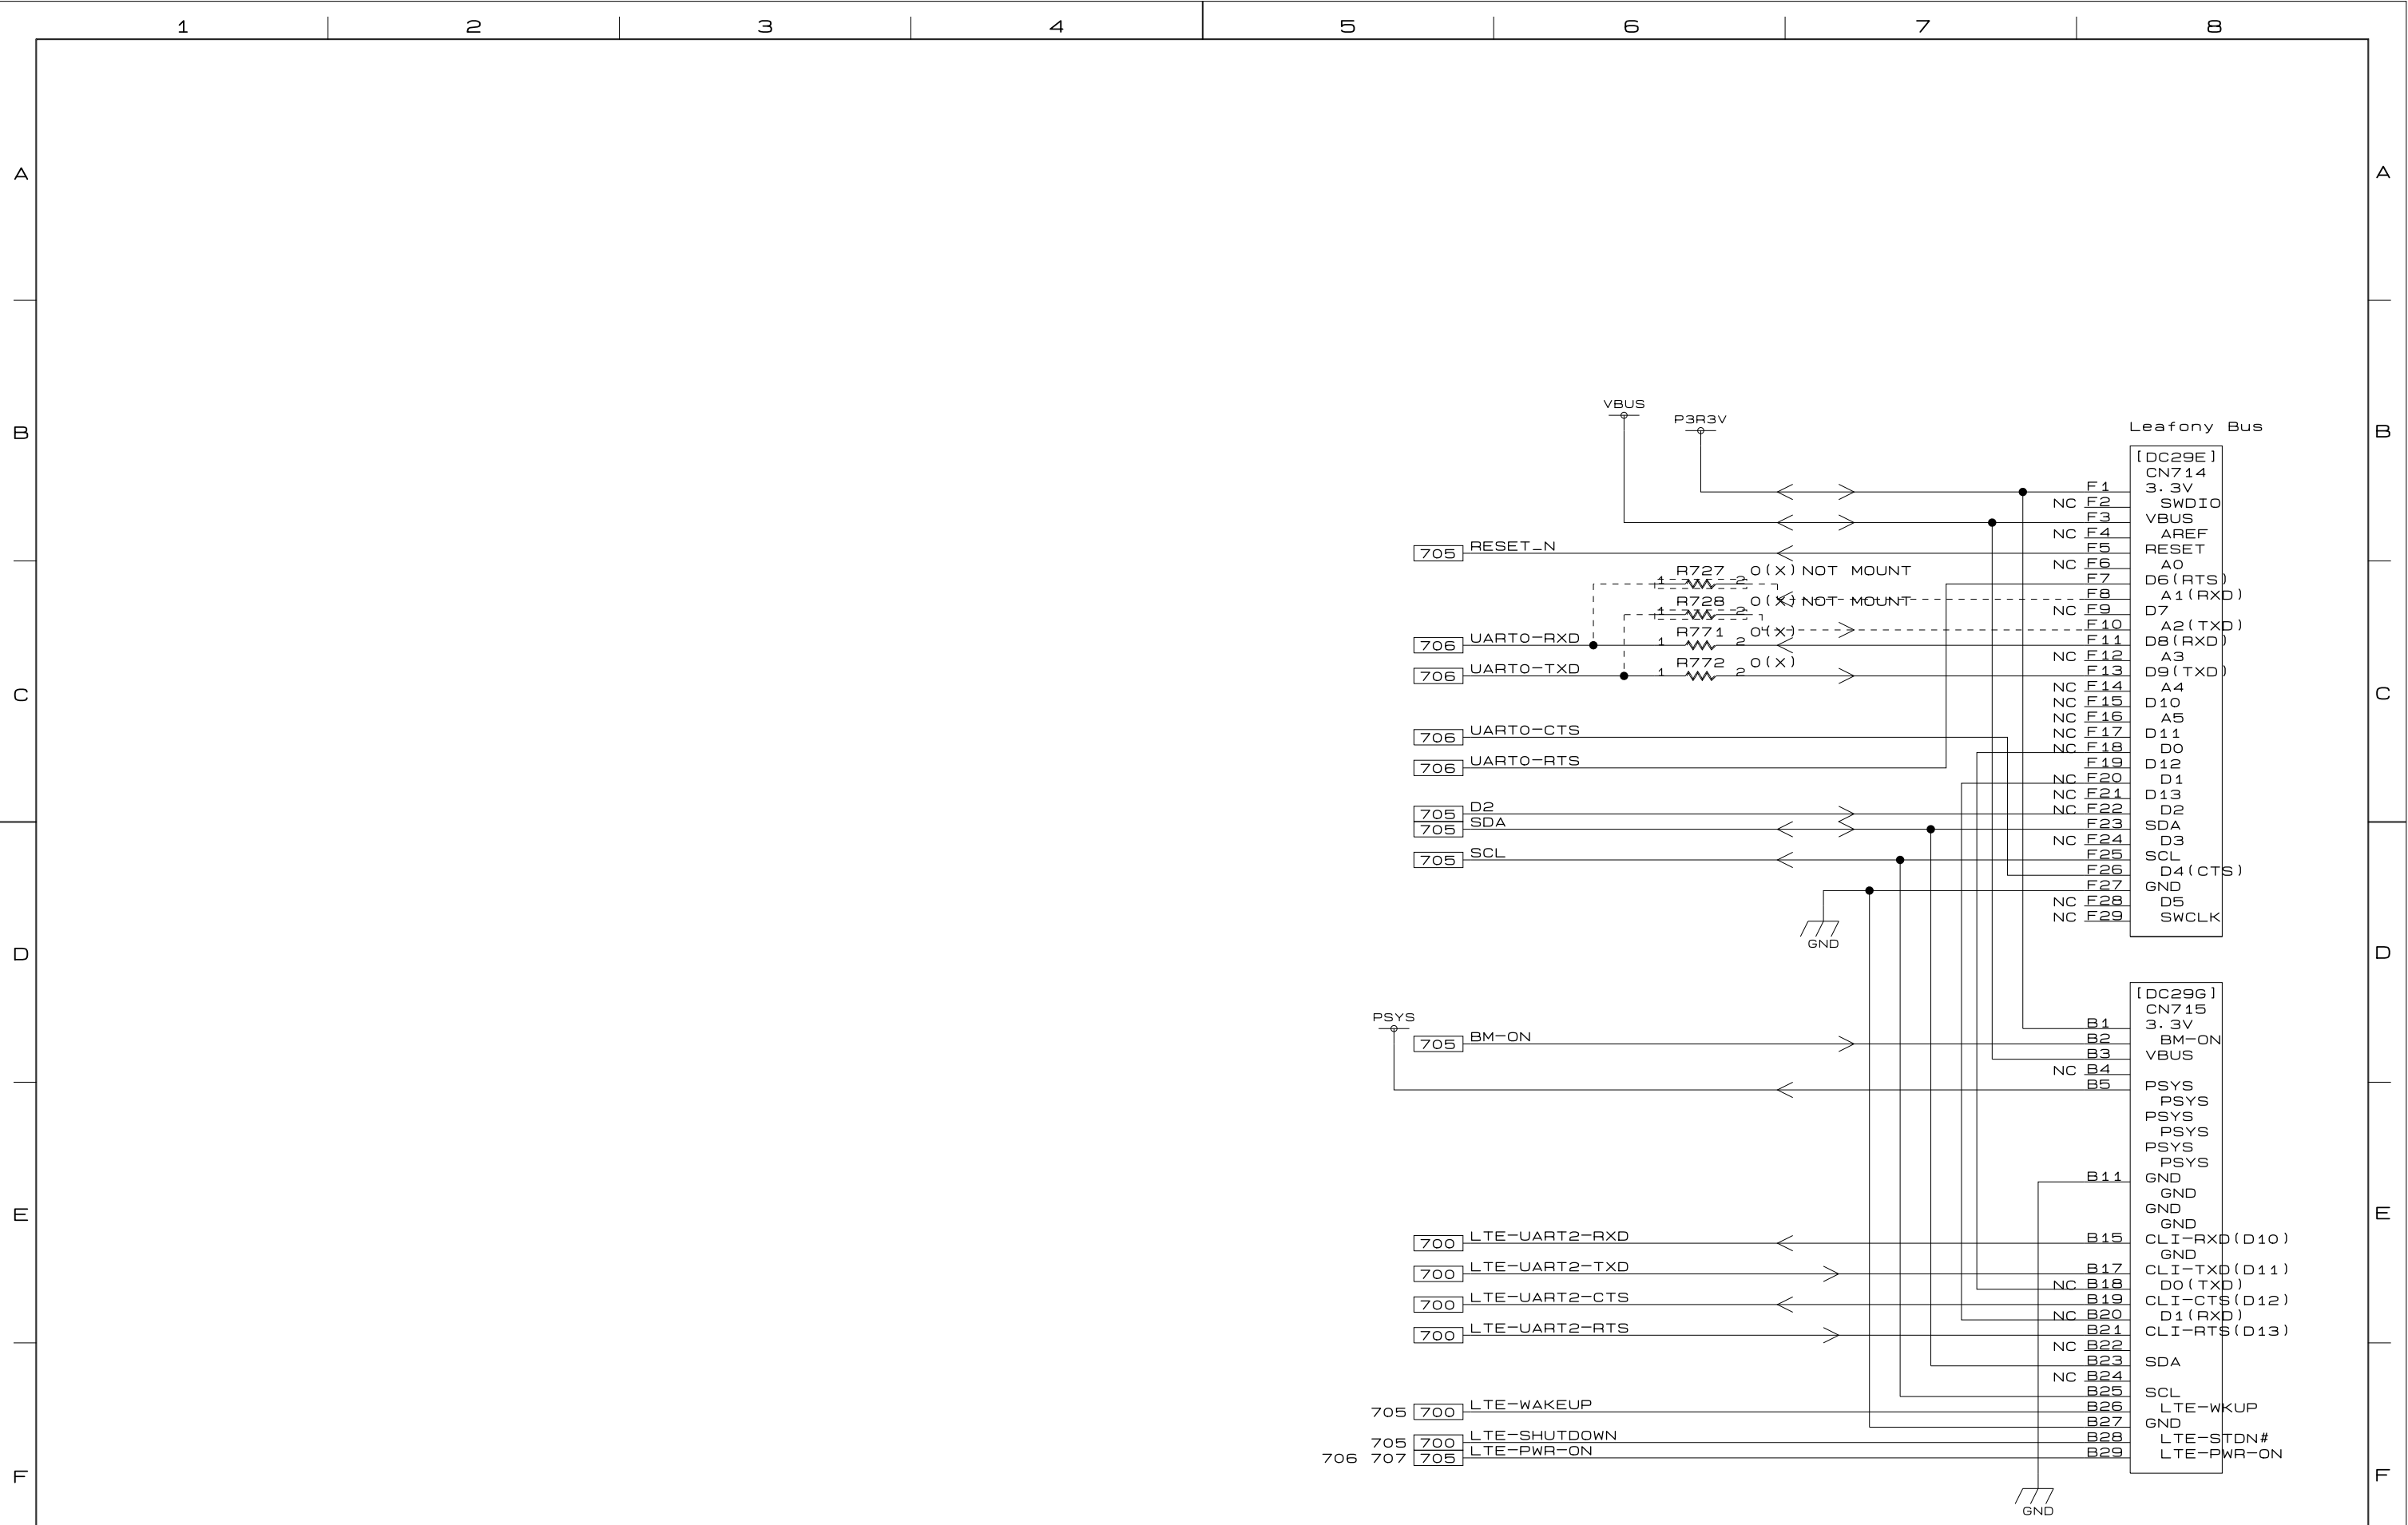 1 2 3 4 5 6 7 8
A A
VBUS
P3R3V
B B
Leafony Bus
[DC29E]
CN714
F1 3.3V
NC F2 SWDIO
F3 VBUS
NC F4 AREF
705 RESET_N F5 RESET
NC F6 A0
R727 0(X) NOT MOUNT
1 2 F7 D6(RTS)
F8 A1(RXD)
R728 0(X) NOT MOUNT
1 2 NC F9 D7
F10 A2(TXD)
706 UART0-RXD 1 R771 2 0(X) F11 D8(RXD)
NC F12 A3
706 UART0-TXD 1 R772 2 0(X) F13 D9(TXD)
C C
NC F14 A4
NC F15 D10
NC F16 A5
706 UART0-CTS NC F17 D11
NC F18 D0
706 UART0-RTS F19 D12
NC F20 D1
NC F21 D13
705 D2 NC F22 D2
705 SDA F23 SDA
NC F24 D3
705 SCL F25 SCL
F26 D4(CTS)
F27 GND
NC F28 D5
NC F29 SWCLK
GND
D D
[DC29G]
CN715
PSYS
B1 3.3V
705 BM-ON B2 BM-ON
B3 VBUS
NC B4
B5 PSYS
PSYS
PSYS
PSYS
PSYS
PSYS
B11 GND
GND
GND
GND
E E
700 LTE-UART2-RXD B15 CLI-RXD(D10)
GND
700 LTE-UART2-TXD B17 CLI-TXD(D11)
NC B18 D0(TXD)
700 LTE-UART2-CTS B19 CLI-CTS(D12)
NC B20 D1(RXD)
700 LTE-UART2-RTS B21 CLI-RTS(D13)
NC B22
B23 SDA
NC B24
B25 SCL
705 700 LTE-WAKEUP B26 LTE-WKUP
B27 GND
705 700 LTE-SHUTDOWN B28 LTE-STDN#
706 707 705 LTE-PWR-ON B29 LTE-PWR-ON
F F
GND